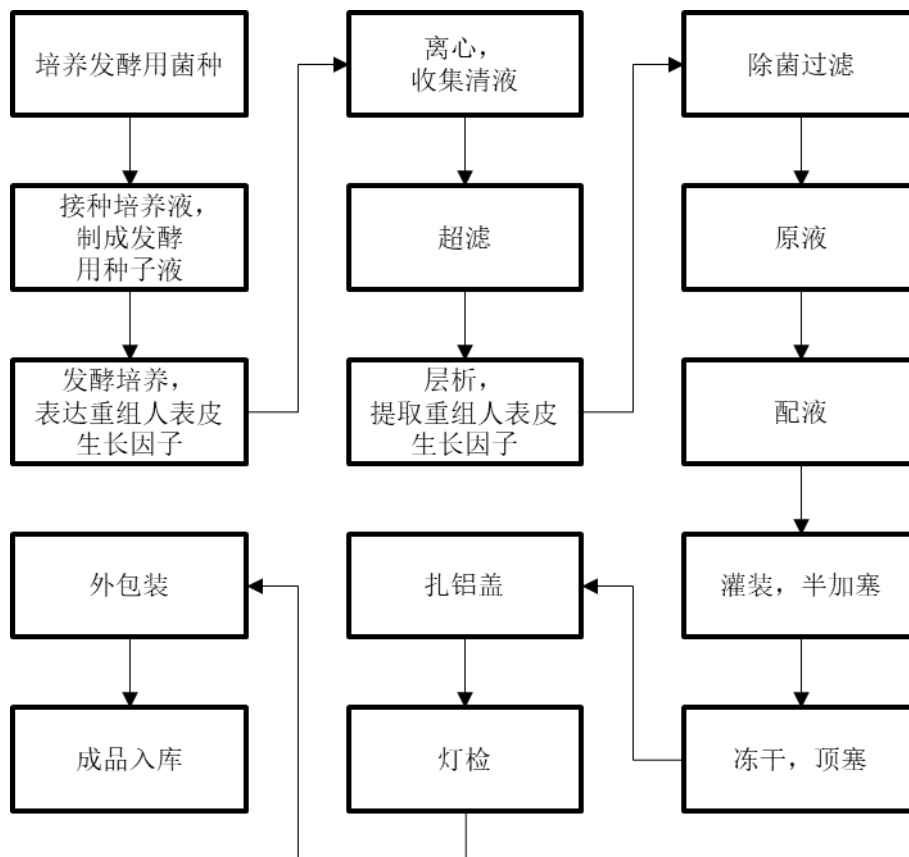 培养发酵用菌种
接种培养液，
制成发酵
用种子液
发酵培养，
表达重组人表皮
生长因子
离心，
收集清液
超滤
层析，
提取重组人表皮
生长因子
除菌过滤
原液
配液
灌装，半加塞
冻干，顶塞
扎铝盖
灯检
外包装
成品入库